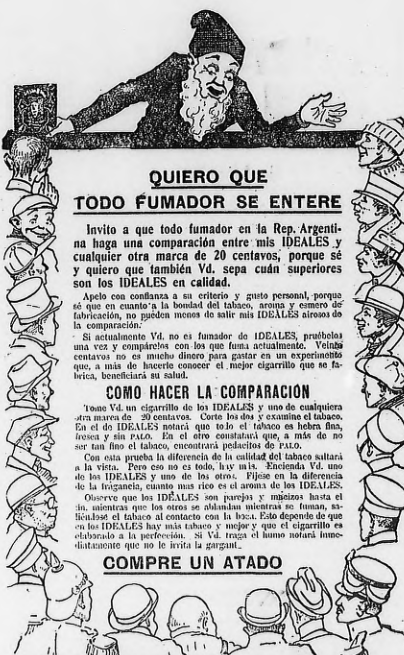 QUIERO QUE
TODO FUMADOR SE ENTERE
Invito a que todo fumador en la Rep. Argenti-
na haga una comparación entre mis IDEALES y
cualquier otra marca de 20 centavos, porque sé
y quiero que también Vd. sepa cuán superiores
son los IDEALES en calidad.
Apelo con confianza a su criterio y gusto personal, porque
sé que en cuanto a la bondad del tabaco, aroma y esmero de
fabricación, no pueden menos de salir mis IDEALES airosos de
la comparación.
Si actualmente Vd. no es fumador de IDEALES, pruébelos
una vez y compárelos con los que fuma actualmente. Veinte
centavos no es mucho dinero para gastar en un experimento
que, a más de hacerle conocer el mejor cigarrillo que se fa-
brica, beneficiará su salud.
COMO HACER LA COMPARACIÓN
Tome Vd. un cigarrillo de los IDEALES y uno de cualquiera
otra marca de 20 centavos. Corte los dos y examine el tabaco.
En el de IDEALES notará que todo el tabaco es hebra fina,
fresca y sin PALO. En el otro constatará que, a más de no
ser tan fino el tabaco, encontrará pedacitos de PALO.
Con esta prueba la diferencia de la calidad del tabaco saltará
a la vista. Pero eso no es todo, hay mis. Encienda Vd. uno
de los IDEALES y uno de los otros. Fíjese en la diferencia
de la fragancia, cuanto mas rico es el aroma de los IDEALES.
Observe que los IDEALES son parejos y macizos hasta el
fin, mientras que los otros se ablandan mientras se fuman, sa-
liéndose el tabaco al contacto con la boca. Esto depende de que
en los IDEALES hay más tabaco y mejor y que el cigarrillo es
elaborado a la perfección. Si Vd. traga el humo notará inme-
diatamente que no le irrita la garganta.
COMPRE UN ATADO